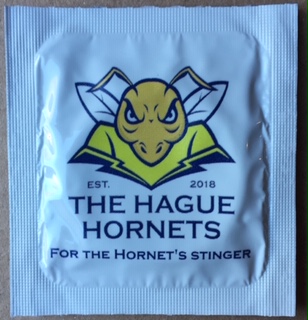 EST. 2018
THE HAGUE
HORNETS
FOR THE HORNET'S STINGER